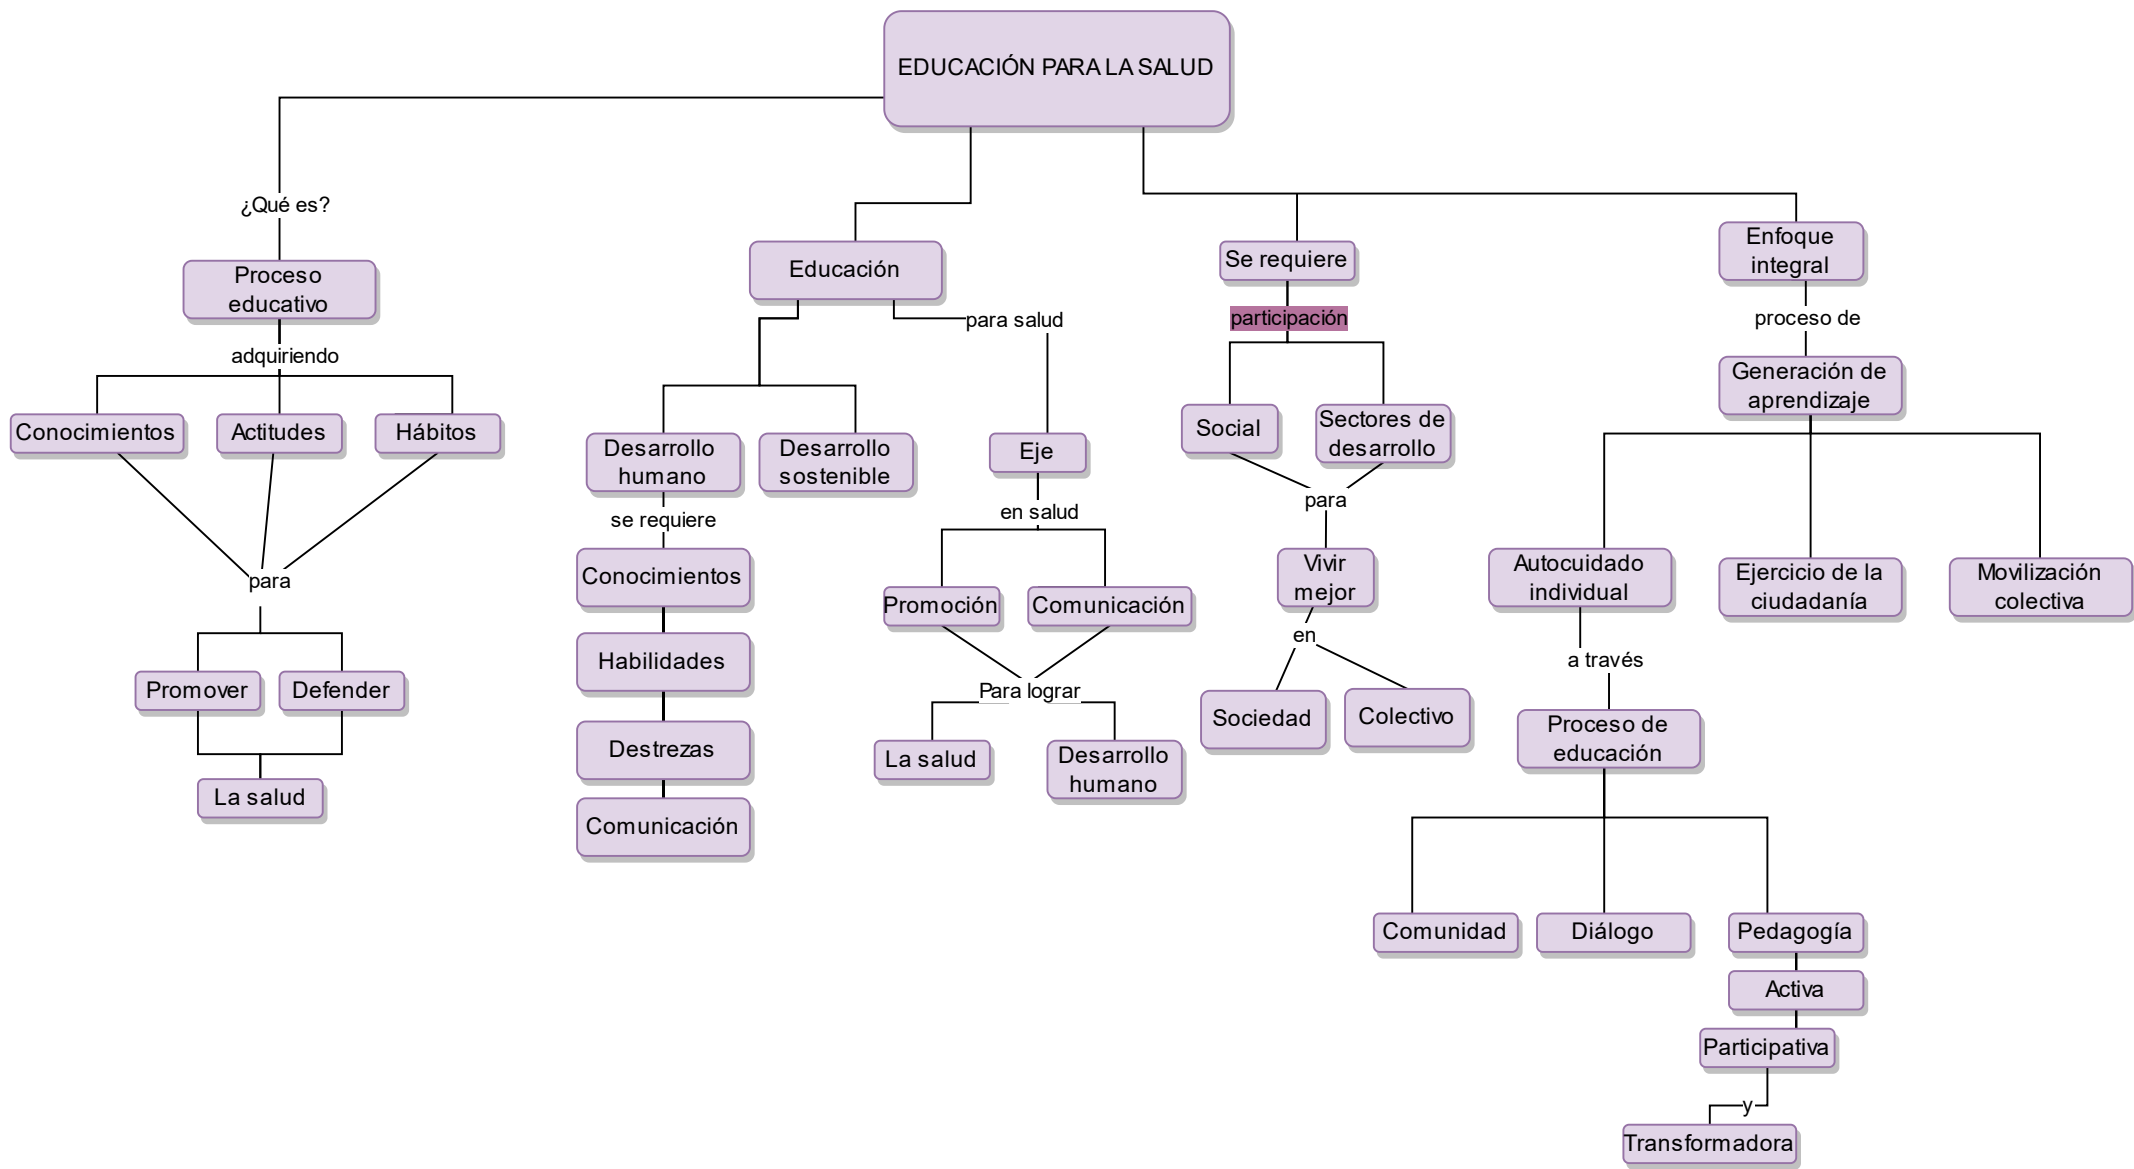 EDUCACIÓN PARA LA SALUD
¿Qué es?
Proceso
educativo
adquiriendo
Conocimientos
Actitudes
Hábitos
para
Promover
Defender
La salud
Educación
para salud
Desarrollo
humano
Desarrollo
sostenible
se requiere
Conocimientos
Habilidades
Destrezas
Comunicación
Eje
en salud
Promoción
Comunicación
Para lograr
La salud
Desarrollo
humano
Se requiere
participación
Social
Sectores de
desarrollo
para
Vivir
mejor
en
Sociedad
Colectivo
Enfoque
integral
proceso de
Generación de
aprendizaje
Autocuidado
individual
Ejercicio de la
ciudadanía
Movilización
colectiva
a través
Proceso de
educación
Comunidad
Diálogo
Pedagogía
Activa
Participativa
y
Transformadora